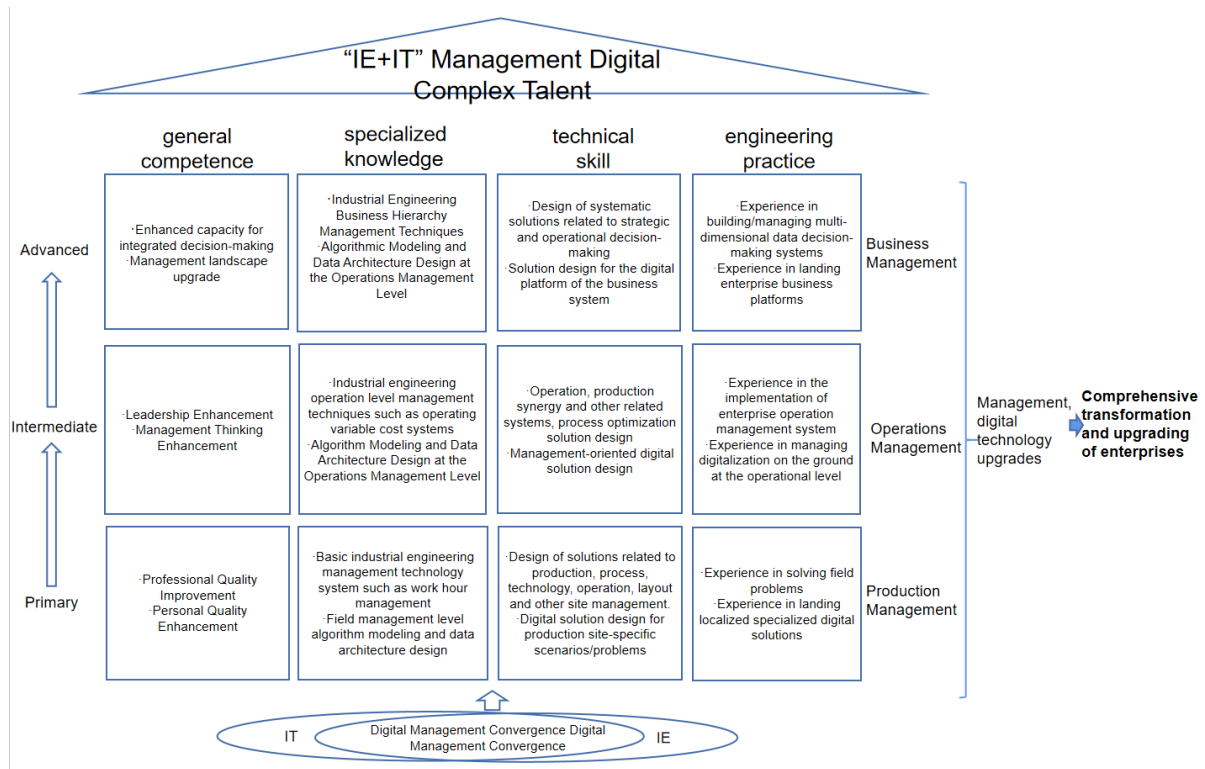 “IE+IT” Management Digital
Complex Talent
general
competence
specialized
knowledge
technical
skill
engineering
practice
Advanced
·Enhanced capacity for
integrated decision-making
·Management landscape
upgrade
·Industrial Engineering
Business Hierarchy
Management Techniques
·Algorithmic Modeling and
Data Architecture Design at
the Operations Management
Level
·Design of systematic
solutions related to strategic
and operational decision-
making
·Solution design for the digital
platform of the business
system
·Experience in
building/managing multi-
dimensional data decision-
making systems
·Experience in landing
enterprise business
platforms
Business
Management
Intermediate
·Leadership Enhancement
·Management Thinking
Enhancement
·Industrial engineering
operation level management
techniques such as operating
variable cost systems
·Algorithm Modeling and Data
Architecture Design at the
Operations Management Level
·Operation, production
synergy and other related
systems, process optimization
solution design
·Management-oriented digital
solution design
·Experience in the
implementation of
enterprise operation
management system
·Experience in managing
digitalization on the ground
at the operational level
Operations
Management
Management,
digital
technology
upgrades
Comprehensive
transformation
and upgrading
of enterprises
Primary
·Professional Quality
Improvement
·Personal Quality
Enhancement
·Basic industrial engineering
management technology
system such as work hour
management
·Field management level
algorithm modeling and data
architecture design
·Design of solutions related to
production, process,
technology, operation, layout
and other site management.
·Digital solution design for
production site-specific
scenarios/problems
·Experience in solving field
problems
·Experience in landing
localized specialized digital
solutions
Production
Management
IT
Digital Management Convergence Digital
Management Convergence
IE